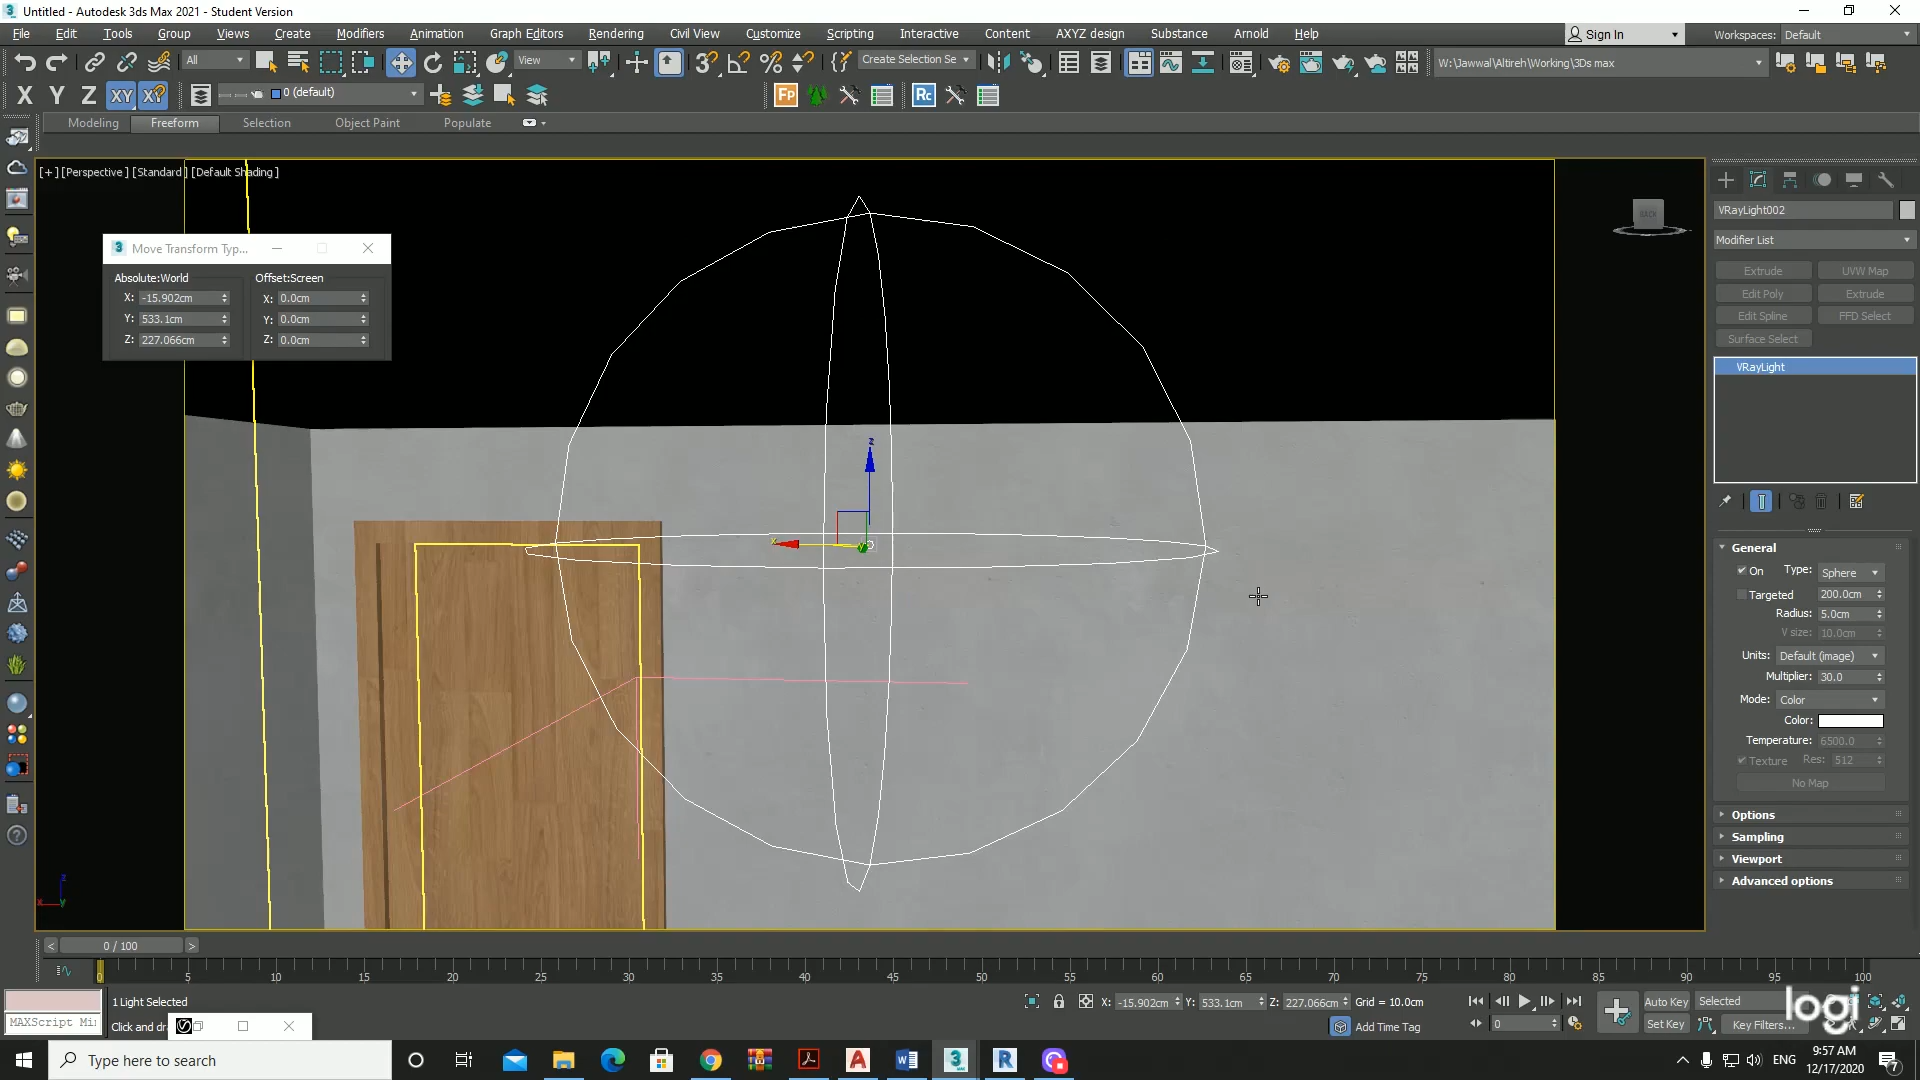 Untitled - Autodesk 3ds Max 2021 - Student Version
File Edit Tools Group Views Create Modifiers Animation Graph Editors Rendering Civil View Customize Scripting Interactive Content AXYZ design Substance Arnold Help
Sign In
Workspaces: Default
All
View
Create Selection Se
W:\Jawwal\Altireh\Working\3Ds max
X Y Z XY XY
0 (default)
FP
Rc
Modeling Freeform Selection Object Paint Populate
[+] [Perspective ] [Standard ] [Default Shading ]
Move Transform Typ...
Absolute:World
Offset:Screen
X: -15.902cm
X: 0.0cm
Y: 533.1cm
Y: 0.0cm
Z: 227.066cm
Z: 0.0cm
BACK
z
x
y
VRayLight002
Modifier List
Extrude UVW Map
Edit Poly Extrude
Edit Spline FFD Select
Surface Select
VRayLight
General
On Type: Sphere
Targeted 200.0cm
Radius: 5.0cm
V size: 10.0cm
Units: Default (image)
Multiplier: 30.0
Mode: Color
Color:
Temperature: 6500.0
Texture Res: 512
No Map
Options
Sampling
Viewport
Advanced options
z
x
y
< 0 / 100 >
0 5 10 15 20 25 30 35 40 45 50 55 60 65 70 75 80 85 90 95 100
1 Light Selected
X: -15.902cm Y: 533.1cm Z: 227.066cm Grid = 10.0cm
Auto Key Selected
MAXScript Mi
Click and dra
Add Time Tag
0
Set Key Key Filters...
logi
Type here to search
ENG
9:57 AM
12/17/2020
7